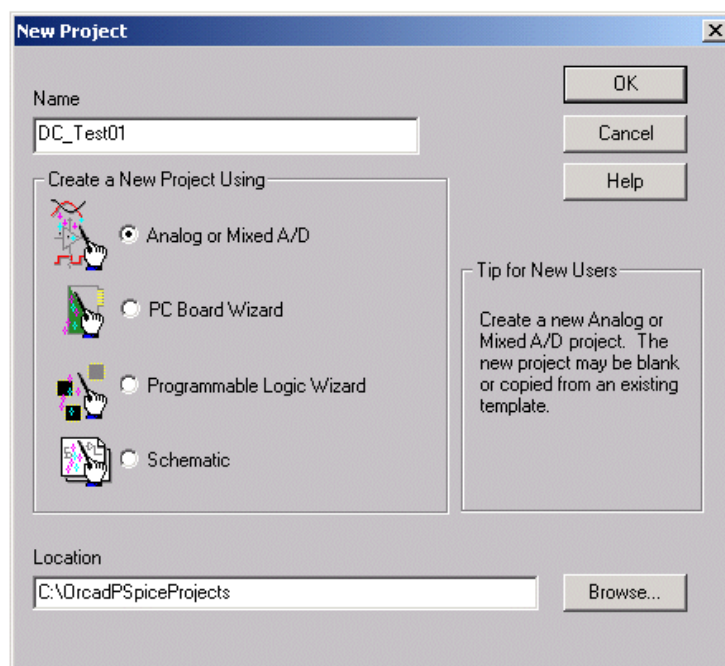 New Project
Name
DC_Test01
OK
Cancel
Help
Create a New Project Using
Analog or Mixed A/D
PC Board Wizard
Programmable Logic Wizard
Schematic
Tip for New Users
Create a new Analog or
Mixed A/D project. The
new project may be blank
or copied from an existing
template.
Location
C:\OrcadPSpiceProjects
Browse...